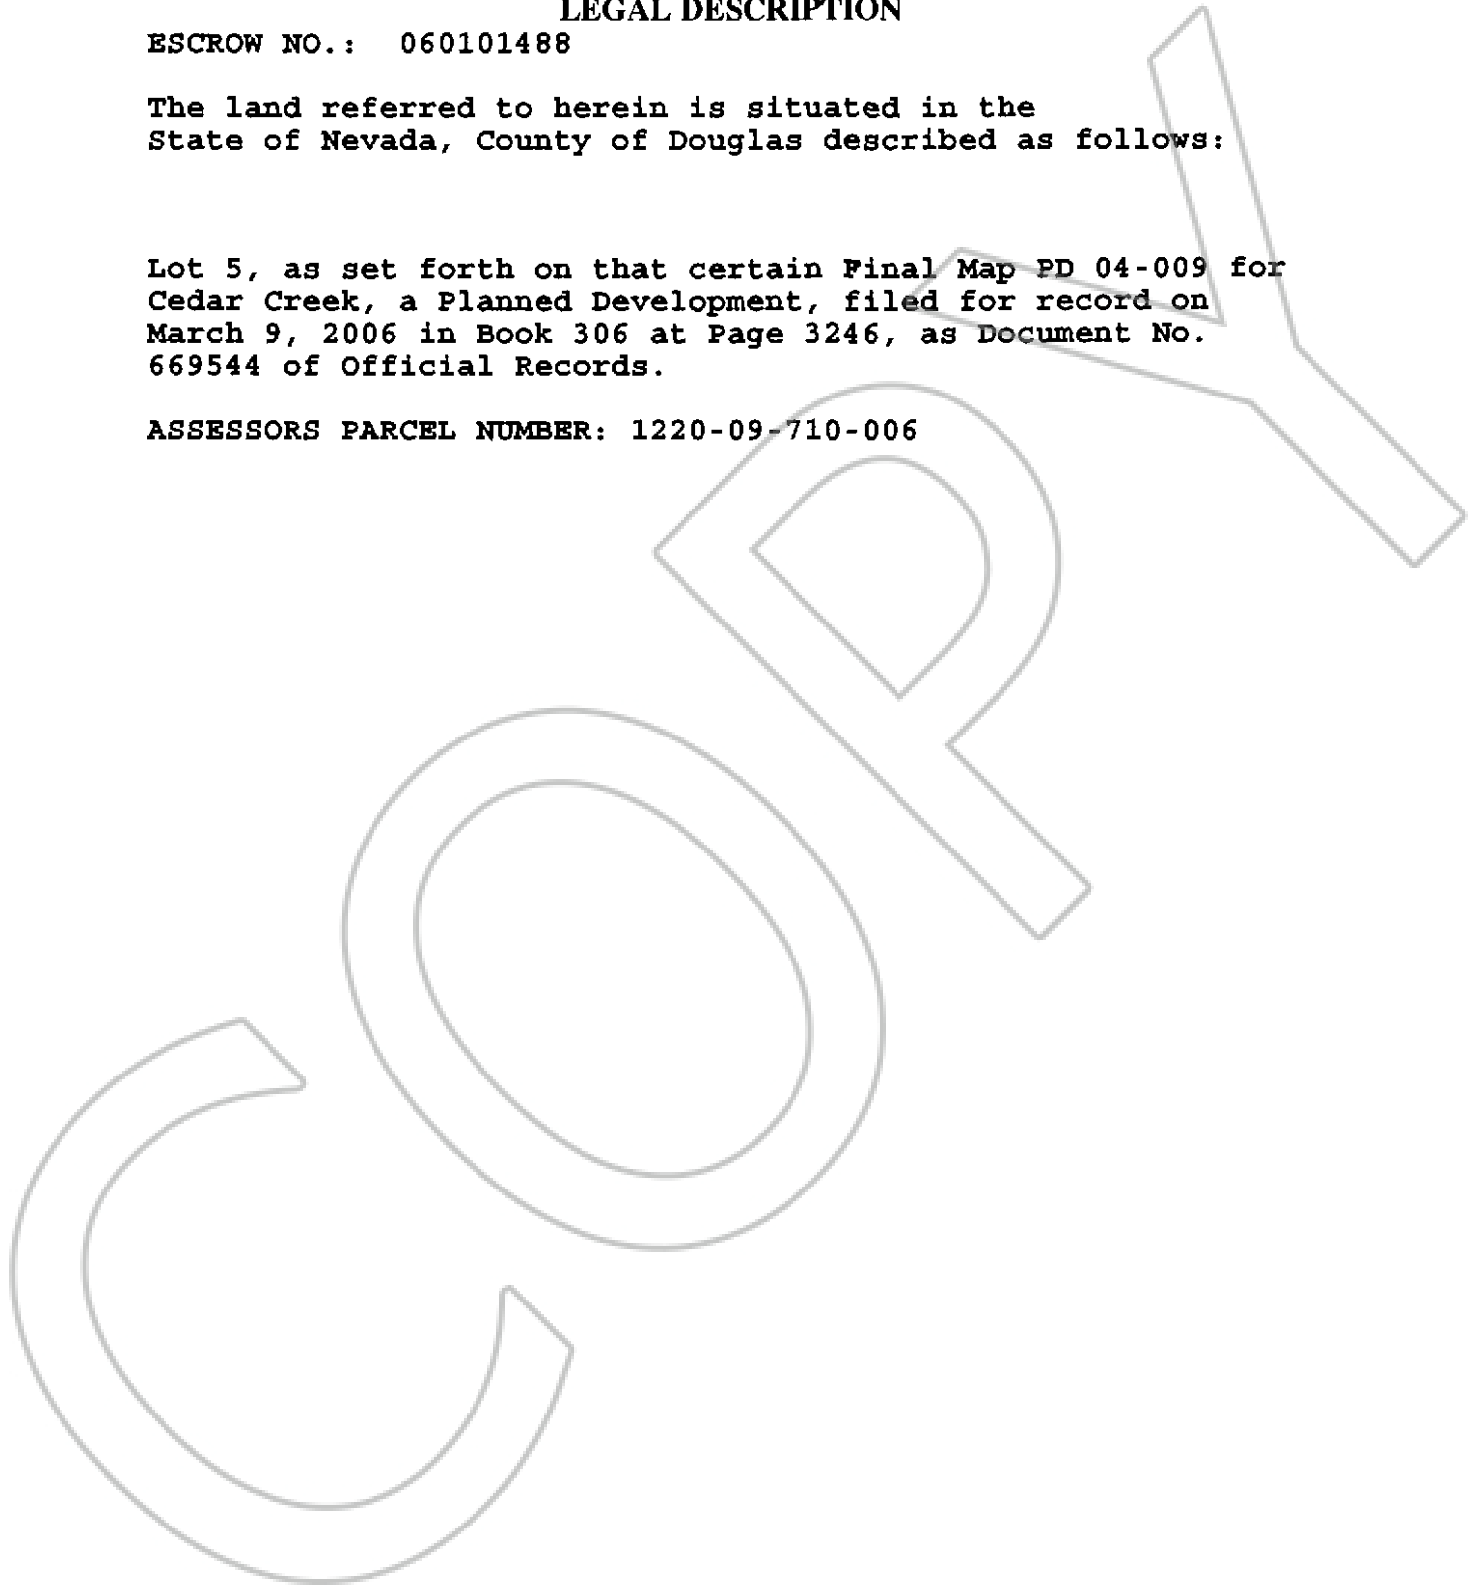 LEGAL DESCRIPTION
ESCROW NO.: 060101488
The land referred to herein is situated in the
State of Nevada, County of Douglas described as follows:
Lot 5, as set forth on that certain Final Map PD 04-009 for
Cedar Creek, a Planned Development, filed for record on
March 9, 2006 in Book 306 at Page 3246, as Document No.
669544 of Official Records.
ASSESSORS PARCEL NUMBER: 1220-09-710-006
COPY